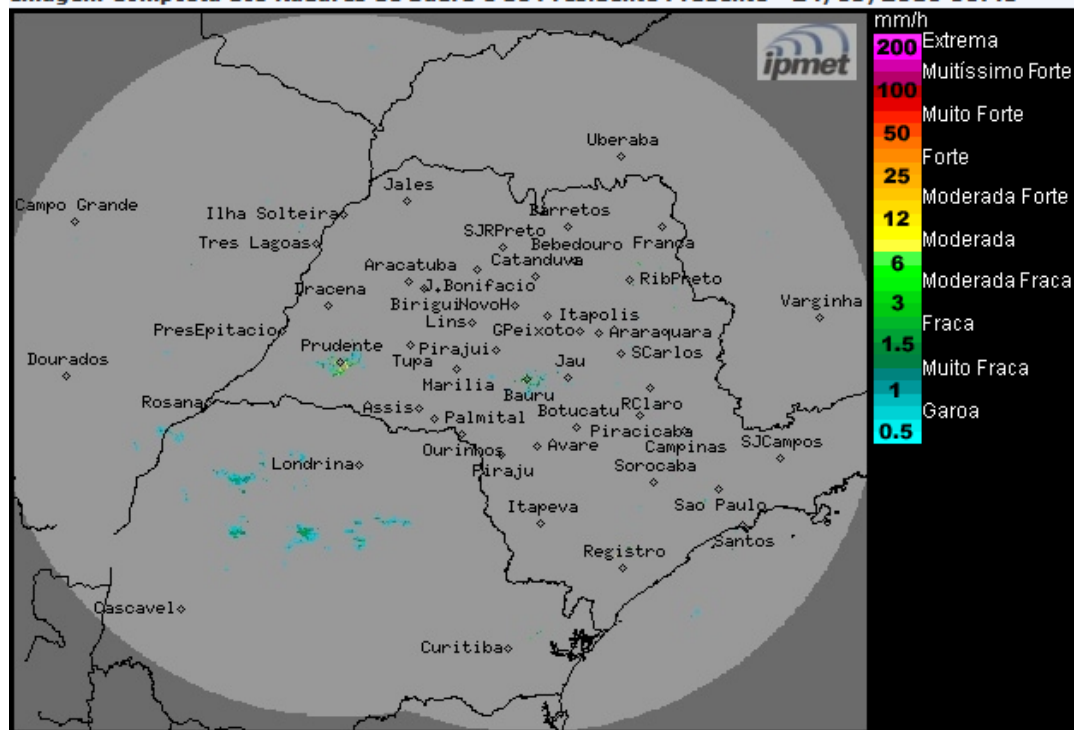 mm/h
ipmet
200 Extrema
Muitíssimo Forte
100
Muito Forte
50
Forte
25
Moderada Forte
12
Moderada
6
Moderada Fraca
3
Fraca
1.5
Muito Fraca
1
Garoa
0.5
Uberaba
Jales
Campo Grande
Ilha Solteira
Barretos
SJRPreto
Tres Lagoas
Bebedouro
Franca
Aracatuba
Catanduva
J.Bonifacio
RibPreto
Dracena
BiriguiNovoH
Varginha
Itapolis
Lins
PresEpitacio
GPeixoto
Araraquara
Prudente
Pirajui
SCarlos
Dourados
Tupa
Jau
Marilia
Bauru
Rosana
Assis
Botucatu
RClaro
Palmital
Piracicaba
Ourinhos
Avare
Campinas
SJCampos
Londrina
Piraju
Sorocaba
Itapeva
Sao Paulo
Santos
Registro
Cascavel
Curitiba